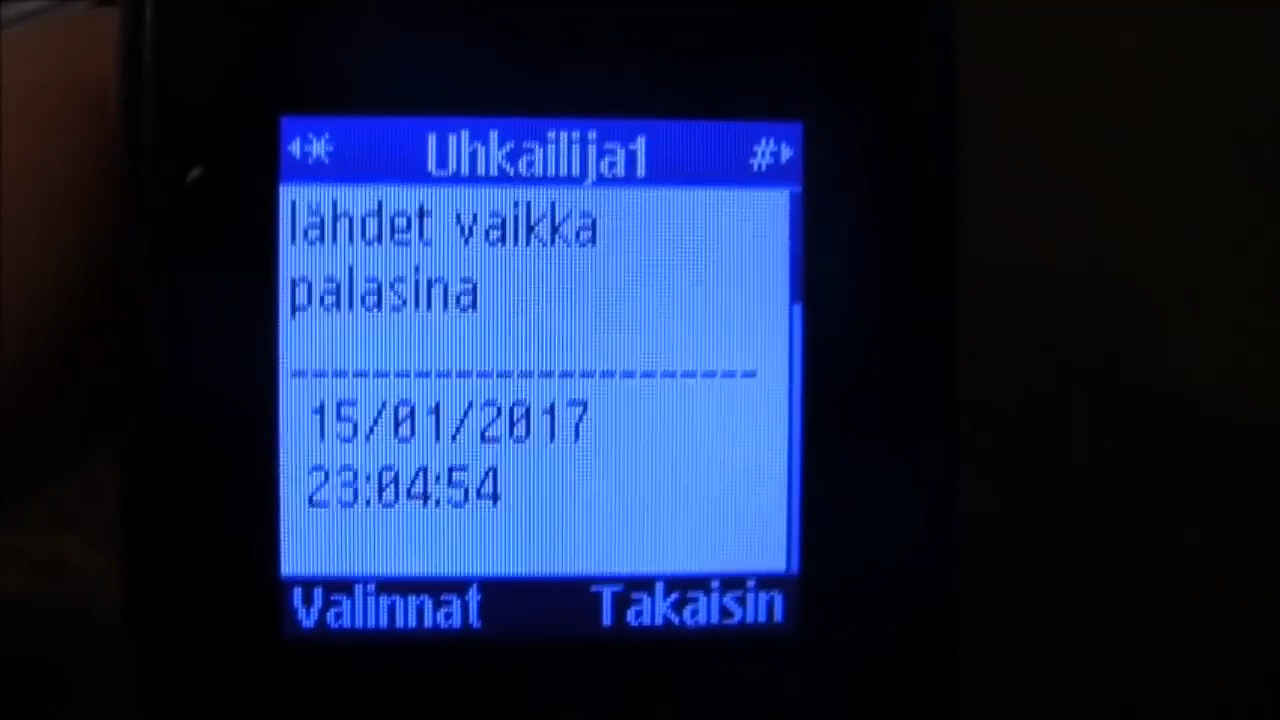 Uhkailija1 #
lähdet vaikka
palasina
-----------------------
15/01/2017
23:04:54
Valinnat Takaisin